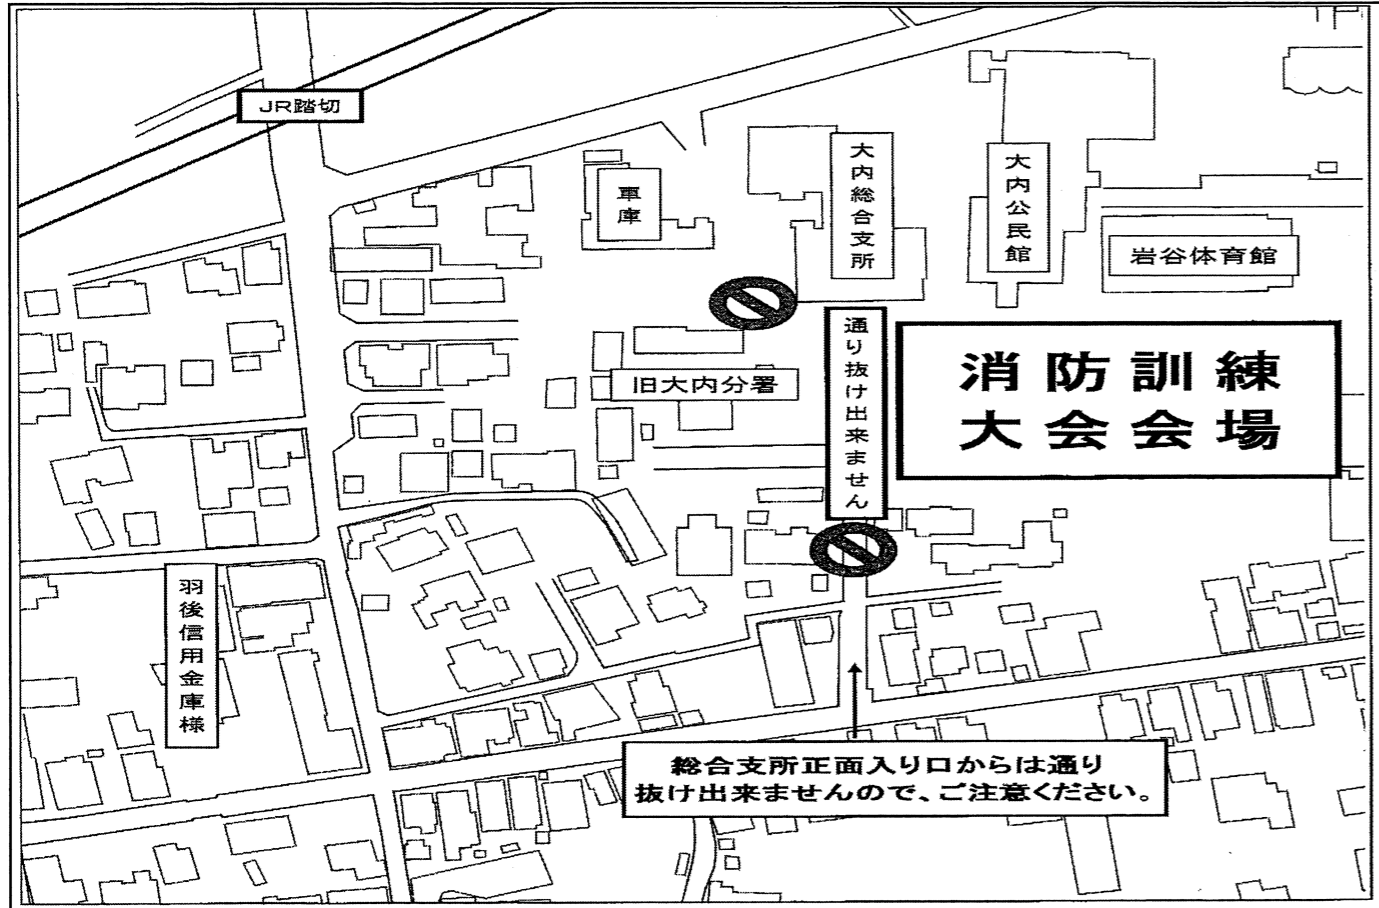 JR踏切
車庫
大内総合支所
大内公民館
岩谷体育館
通り抜け出来ません
消防訓練
大会会場
旧大内分署
羽後信用金庫様
総合支所正面入り口からは通り
抜け出来ませんので、ご注意ください。